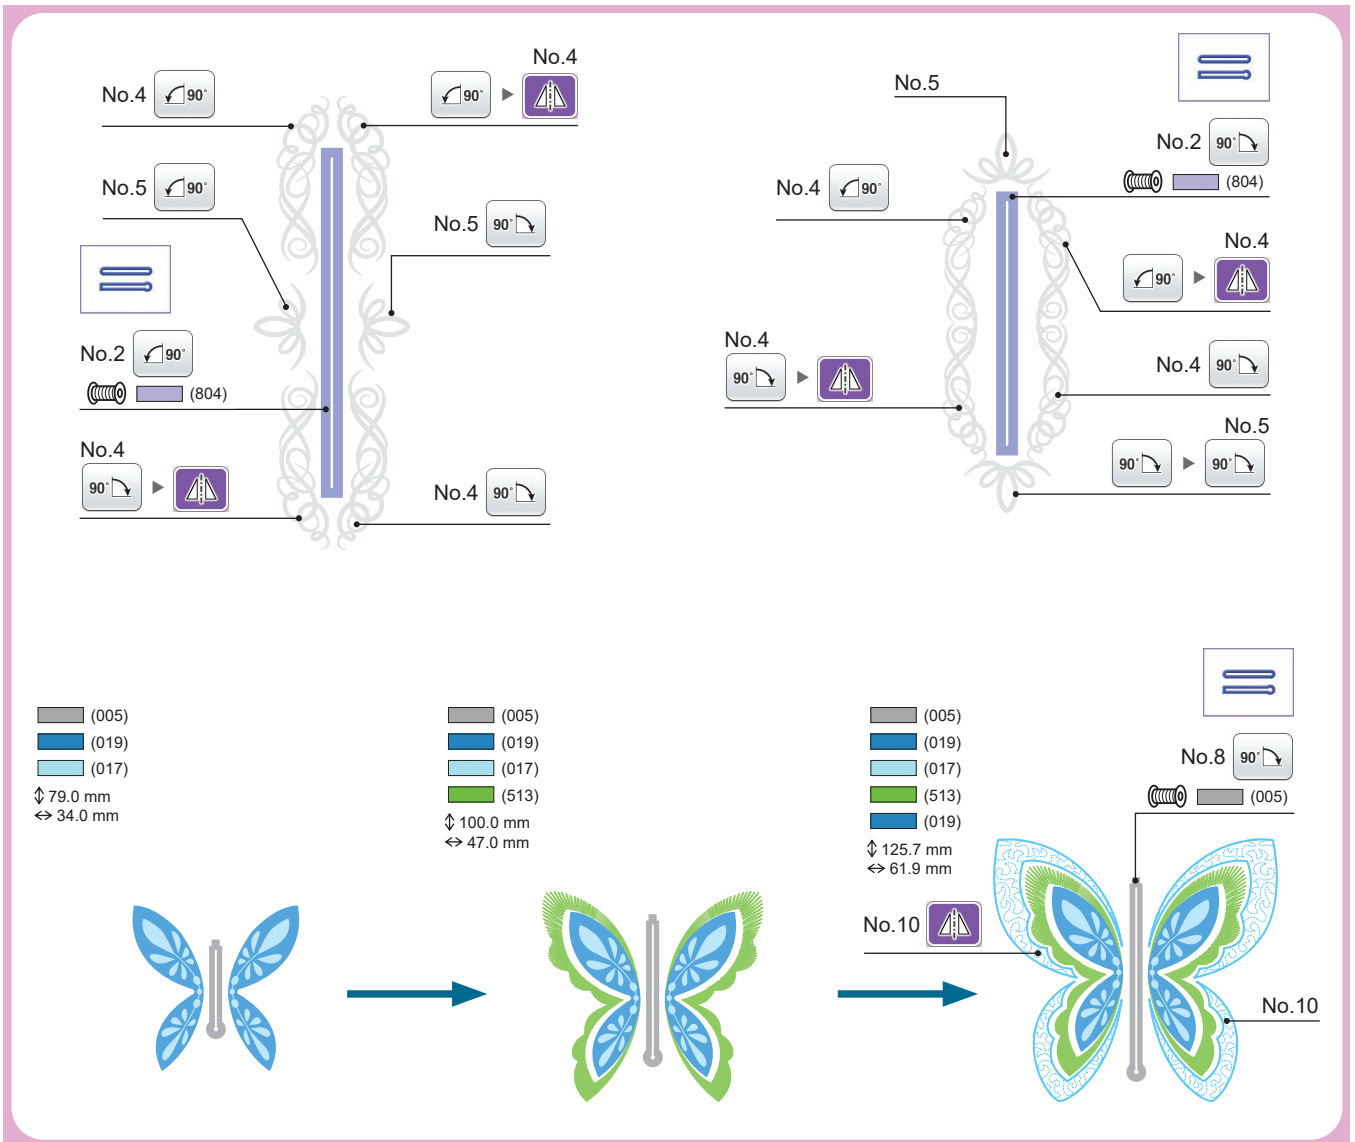 No.4 90°
90° No.4
No.5 90°
No.5 90°
No.2 90°
(804)
No.4
90°
No.4 90°
No.5
No.2 90°
(804)
No.4 90°
No.4
90°
No.4
90°
No.4 90°
No.5
90° 90°
(005)
(019)
(017)
79.0 mm
34.0 mm
(005)
(019)
(017)
(513)
100.0 mm
47.0 mm
(005)
(019)
(017)
(513)
(019)
125.7 mm
61.9 mm
No.8 90°
(005)
No.10
No.10